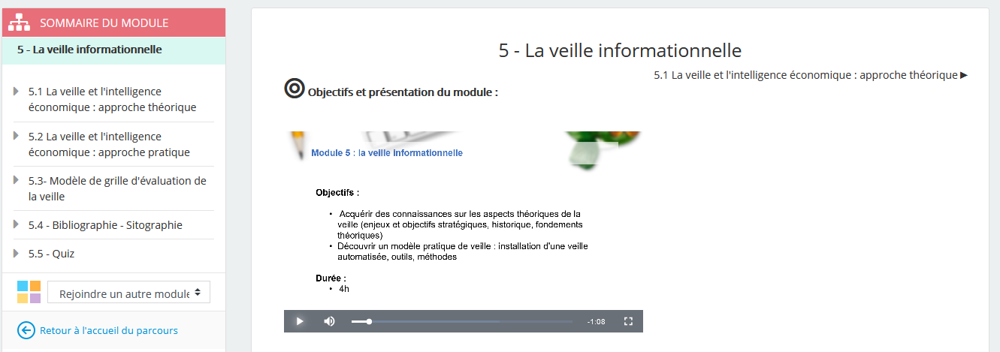 SOMMAIRE DU MODULE
5 - La veille informationnelle
5.1 La veille et l'intelligence
économique : approche théorique
5.2 La veille et l'intelligence
économique : approche pratique
5.3- Modèle de grille d'évaluation de
la veille
5.4 - Bibliographie - Sitographie
5.5 - Quiz
Rejoindre un autre module
Retour à l'accueil du parcours
5 - La veille informationnelle
5.1 La veille et l'intelligence économique : approche théorique ▶
Objectifs et présentation du module :
Module 5 : la veille informationnelle
Objectifs :
• Acquérir des connaissances sur les aspects théoriques de la
veille (enjeux et objectifs stratégiques, historique, fondements
théoriques)
• Découvrir un modèle pratique de veille : installation d'une veille
automatisée, outils, méthodes
Durée :
• 4h
-1:08